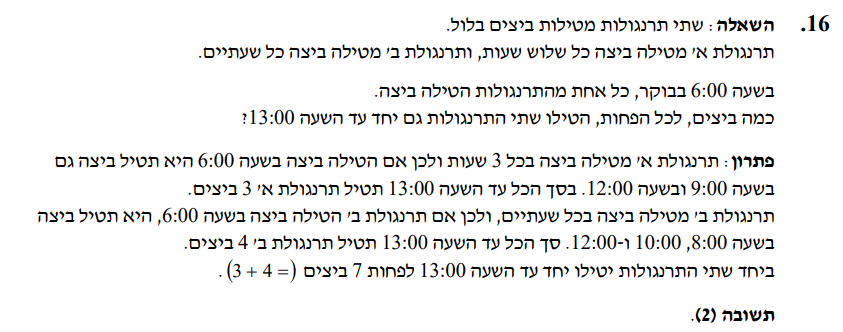 16. השאלה: שתי תרנגולות מטילות ביצים בלול.
תרנגולת א׳ מטילה ביצה כל שלוש שעות, ותרנגולת ב׳ מטילה ביצה כל שעתיים.
בשעה 6:00 בבוקר, כל אחת מהתרנגולות הטילה ביצה.
כמה ביצים, לכל הפחות, הטילו שתי התרנגולות גם יחד עד השעה 13:00?
פתרון: תרנגולת א׳ מטילה ביצה בכל 3 שעות ולכן אם הטילה ביצה בשעה 6:00 היא תטיל ביצה גם
בשעה 9:00 ובשעה 12:00. בסך הכל עד השעה 13:00 תטיל תרנגולת א׳ 3 ביצים.
תרנגולת ב׳ מטילה ביצה בכל שעתיים, ולכן אם תרנגולת ב׳ הטילה ביצה בשעה 6:00, היא תטיל ביצה
בשעה 8:00, 10:00 ו-12:00. סך הכל עד השעה 13:00 תטיל תרנגולת ב׳ 4 ביצים.
ביחד שתי התרנגולות יטילו יחד עד השעה 13:00 לפחות 7 ביצים (3 + 4 =).
תשובה (2).